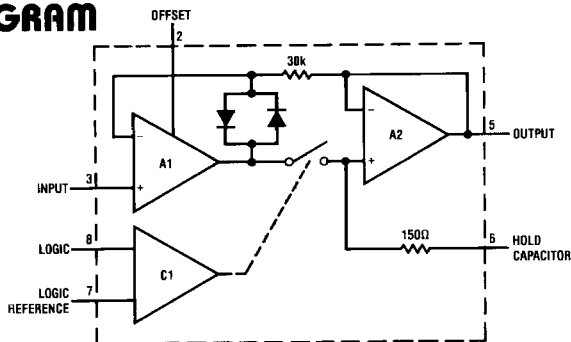 GRAM
OFFSET
2
30k
−
−
A1
A2
5 OUTPUT
3
INPUT
+
+
150Ω
6 HOLD
CAPACITOR
8
LOGIC
C1
7
LOGIC
REFERENCE